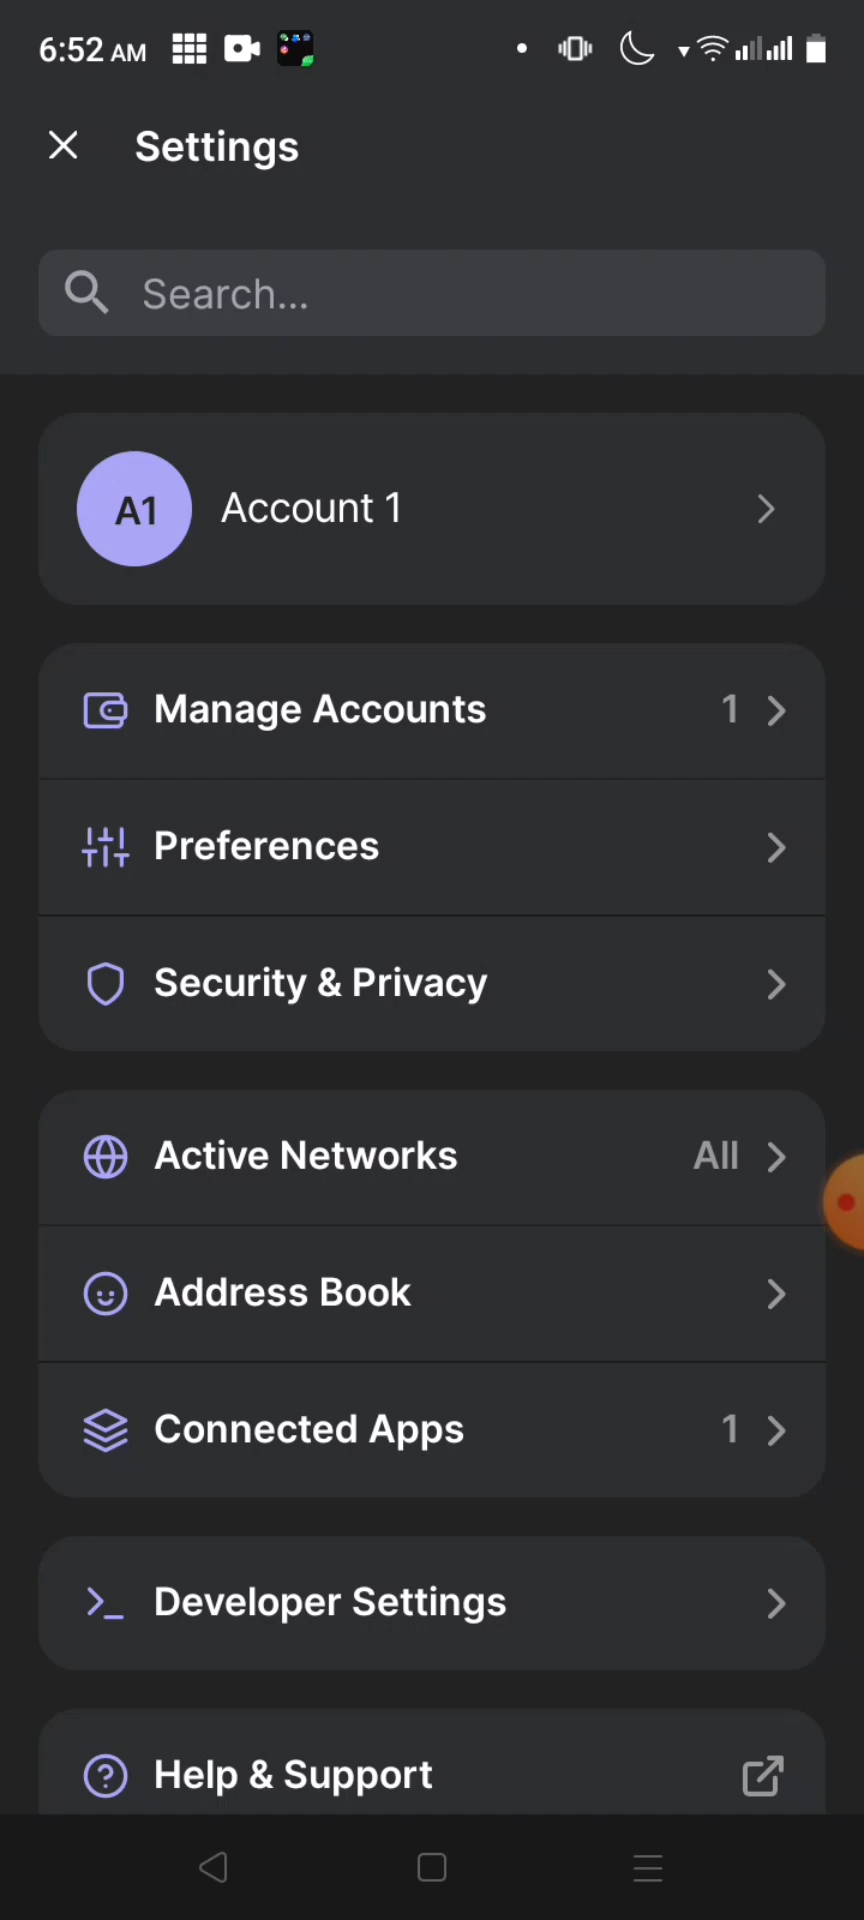 6:52 AM
Settings
Search...
A1 Account 1
Manage Accounts 1
Preferences
Security & Privacy
Active Networks All
Address Book
Connected Apps 1
Developer Settings
Help & Support